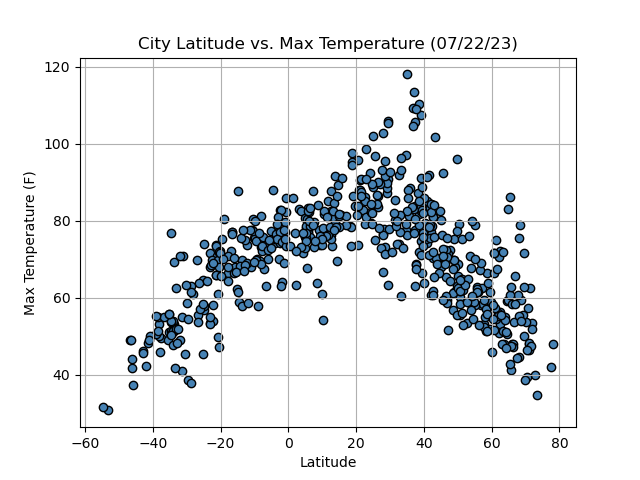 City Latitude vs. Max Temperature (07/22/23)
120
100
80
60
40
Max Temperature (F)
−60 −40 −20 0 20 40 60 80
Latitude